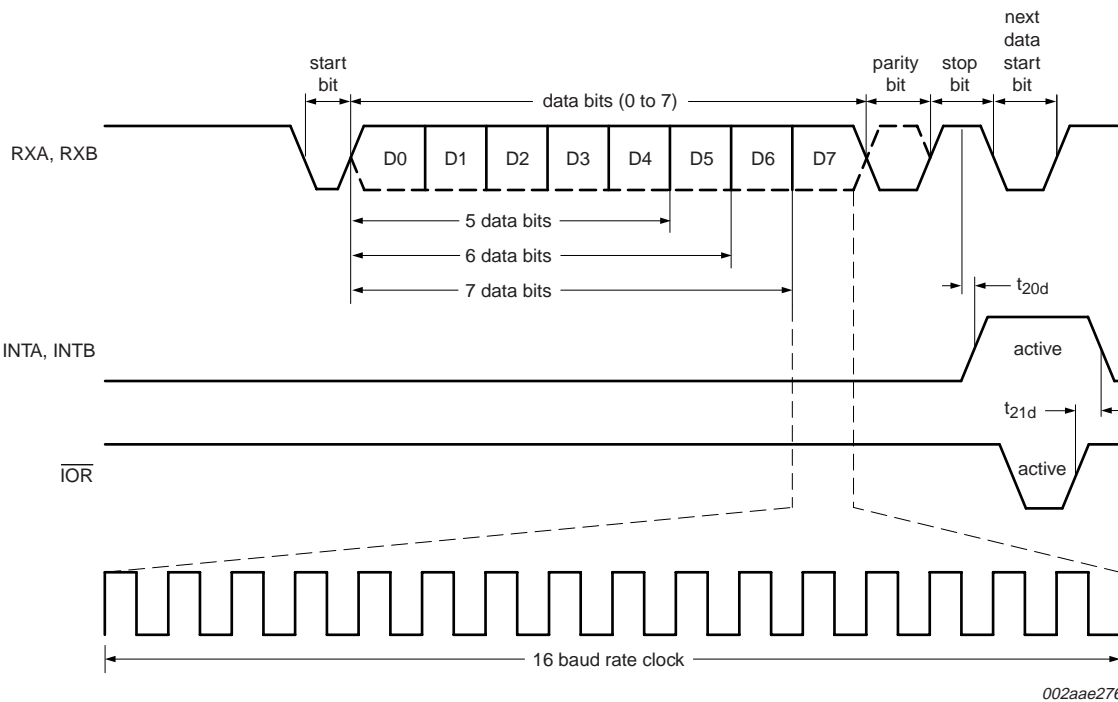 next
data
start
bit
start
bit
parity
bit
stop
bit
data bits (0 to 7)
RXA, RXB
D0 D1 D2 D3 D4 D5 D6 D7
5 data bits
6 data bits
7 data bits
t20d
INTA, INTB
active
t21d
IOR
active
16 baud rate clock
002aae276